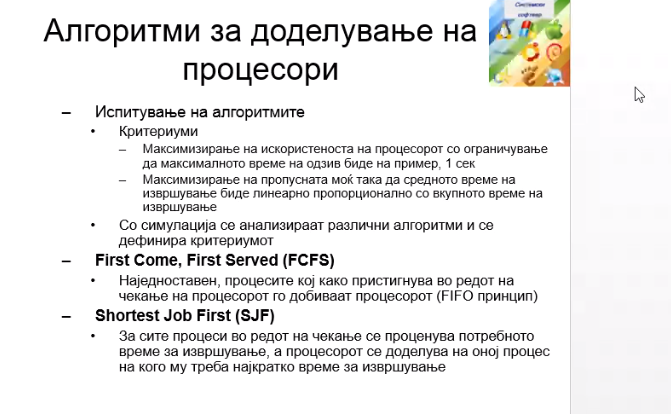 Алгоритми за доделување на
процесори
Системски
софтвер
– Испитување на алгоритмите
• Критериуми
– Максимизирање на искористеноста на процесорот со ограничување
да максималното време на одзив биде на пример, 1 сек
– Максимизирање на пропусната моќ така да средното време на
извршување биде линеарно пропорционално со вкупното време на
извршување
• Со симулација се анализираат различни алгоритми и се
дефинира критериумот
– First Come, First Served (FCFS)
• Наједноставен, процесите кој како пристигнува во редот на
чекање на процесорот го добиваат процесорот (FIFO принцип)
– Shortest Job First (SJF)
• За сите процеси во редот на чекање се проценува потребното
време за извршување, а процесорот се доделува на оној процес
на кого му треба најкратко време за извршување